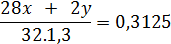 28x + 2y
32.1,3
= 0,3125